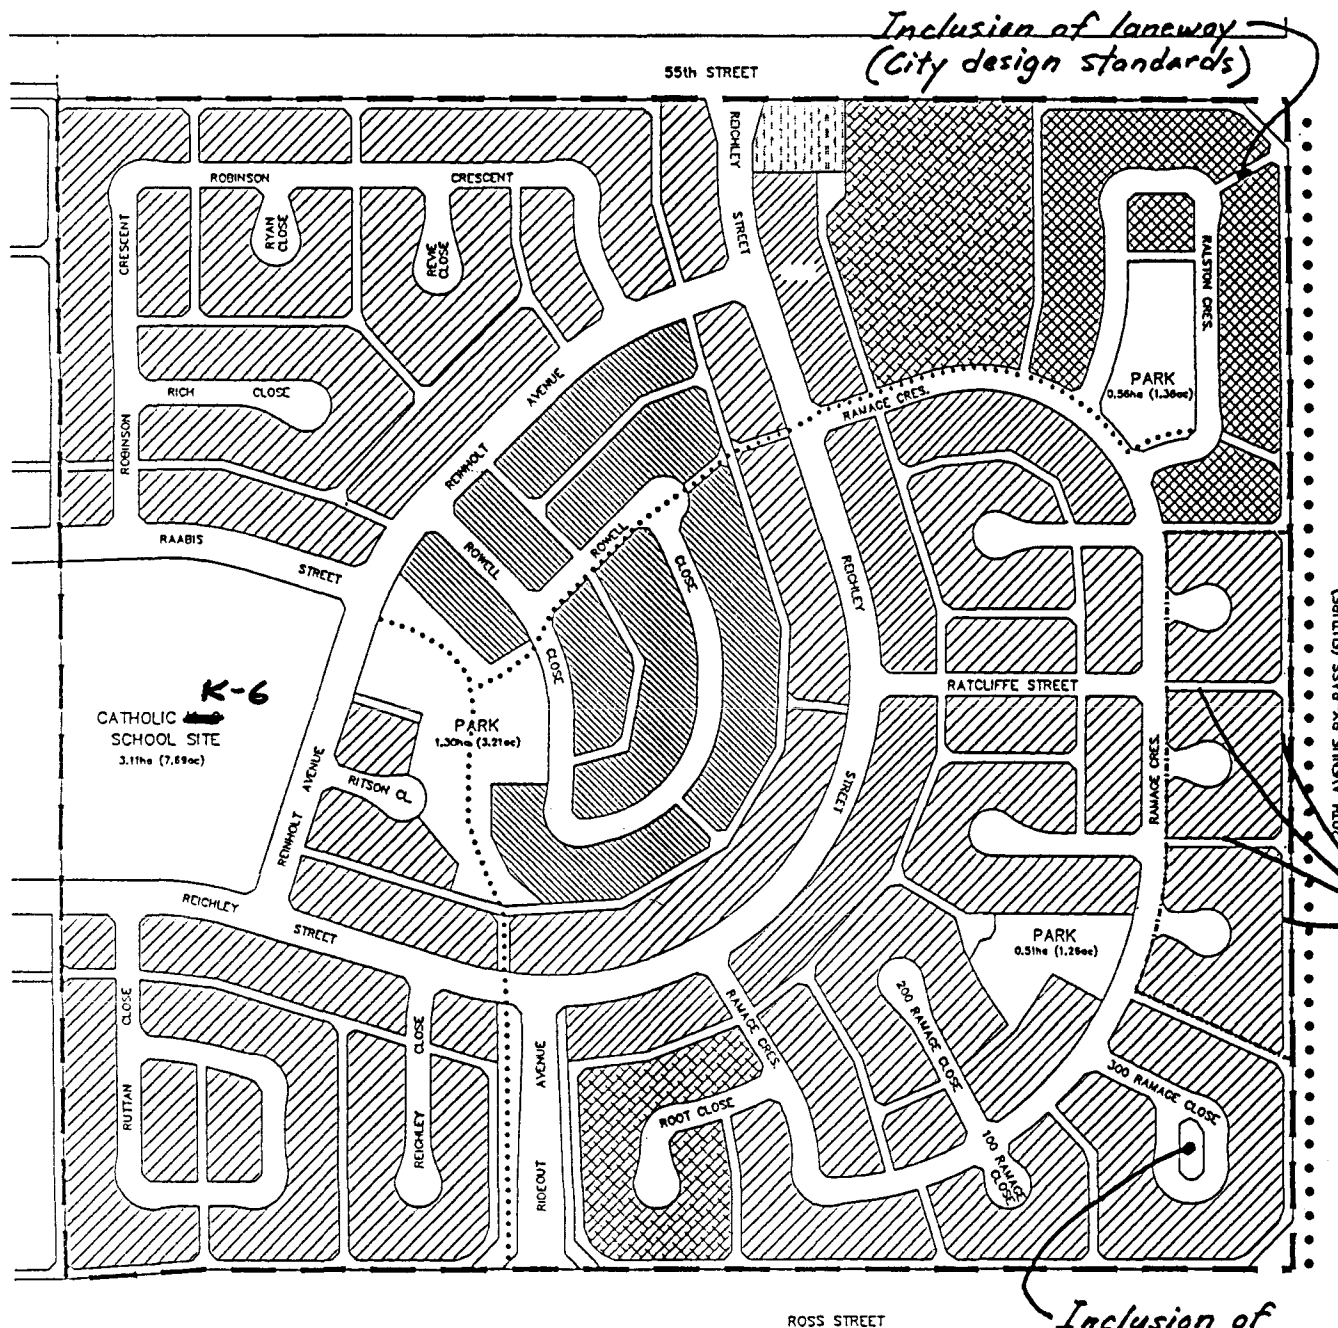 Inclusion of laneway
(City design standards)
55th STREET
REICHLEY
STREET
ROBINSON
CRESCENT
CRESCENT
RYAN
CLOSE
REVIE
CLOSE
RALSTON CRES.
RICH
CLOSE
ROBINSON
AVENUE
REINHOLT
PARK
0.56ha (1.38ac)
RAMAGE CRES.
RAABIS
STREET
ROWELL
ROWELL
CLOSE
CLOSE
REICHLEY
STREET
K-6
CATHOLIC
SCHOOL SITE
3.11ha (7.69ac)
PARK
1.30ha (3.21ac)
RATCLIFFE STREET
RAMAGE CRES.
AVENUE BY PASS (FUTURE)
AVENUE
REINHOLT
RITSON CL.
REICHLEY
STREET
PARK
0.51ha (1.26ac)
CLOSE
RUTTAN
CLOSE
REICHLEY
AVENUE
RIDEOUT
RAMAGE CRES.
200 RAMAGE CLOSE
ROOT CLOSE
100 RAMAGE
CLOSE
300 RAMAGE CLOSE
Inclusion of
ROSS STREET